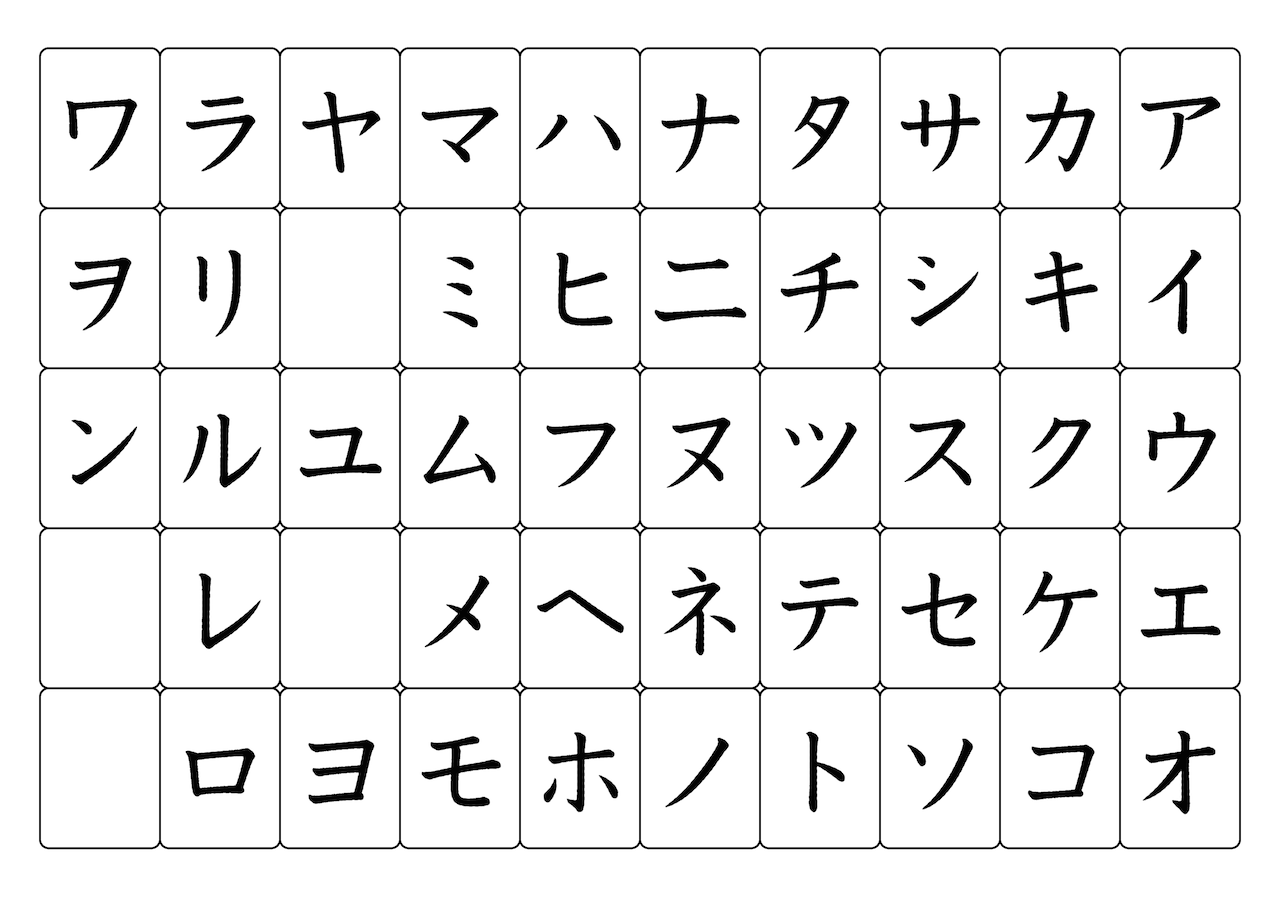 アイウエオ
カキクケコ
サシスセソ
タチツテト
ナニヌネノ
ハヒフヘホ
マミムメモ
ヤユヨ
ラリルレロ
ワヲン